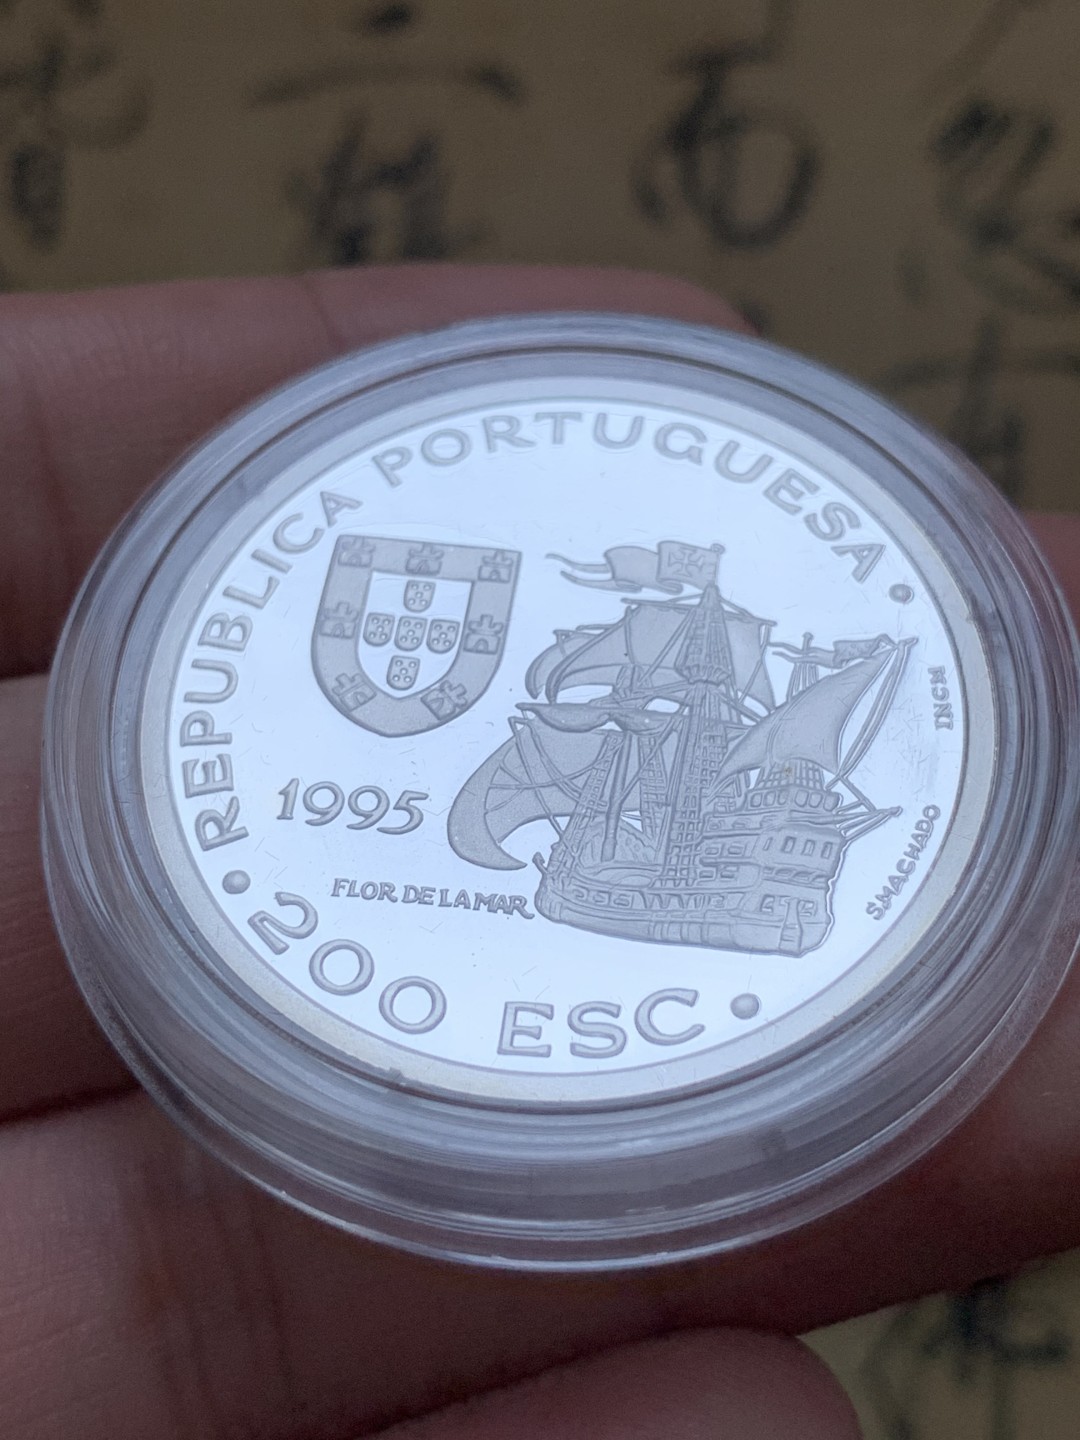 REPUBLICA PORTUGUESA
1995
FLOR DE LA MAR
200 ESC
INCM
S.MACHADO